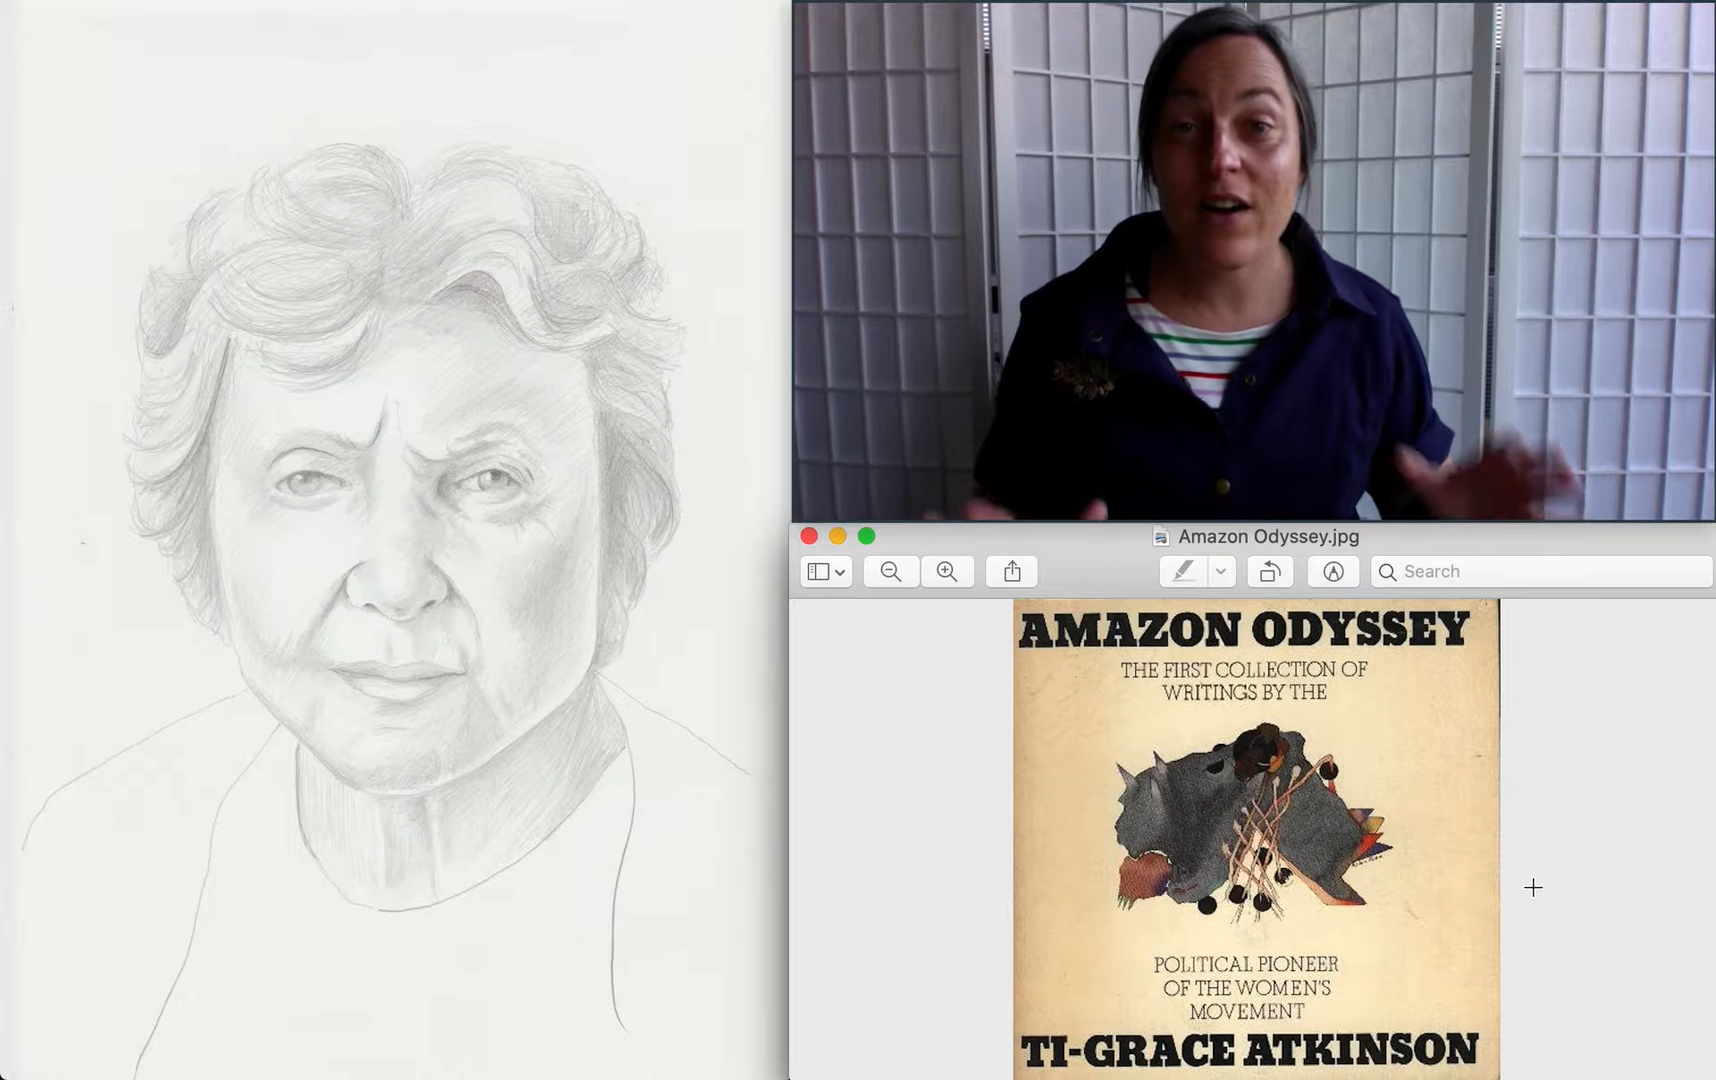 Amazon Odyssey.jpg
Search
AMAZON ODYSSEY
THE FIRST COLLECTION OF
WRITINGS BY THE
POLITICAL PIONEER
OF THE WOMEN'S
MOVEMENT
TI-GRACE ATKINSON